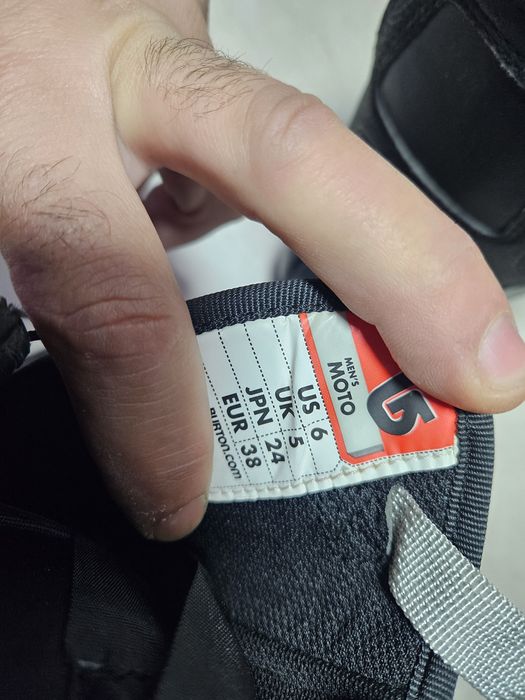 MEN'S
MOTO
US 6
UK 5
JPN 24
EUR 38
BURTON.com